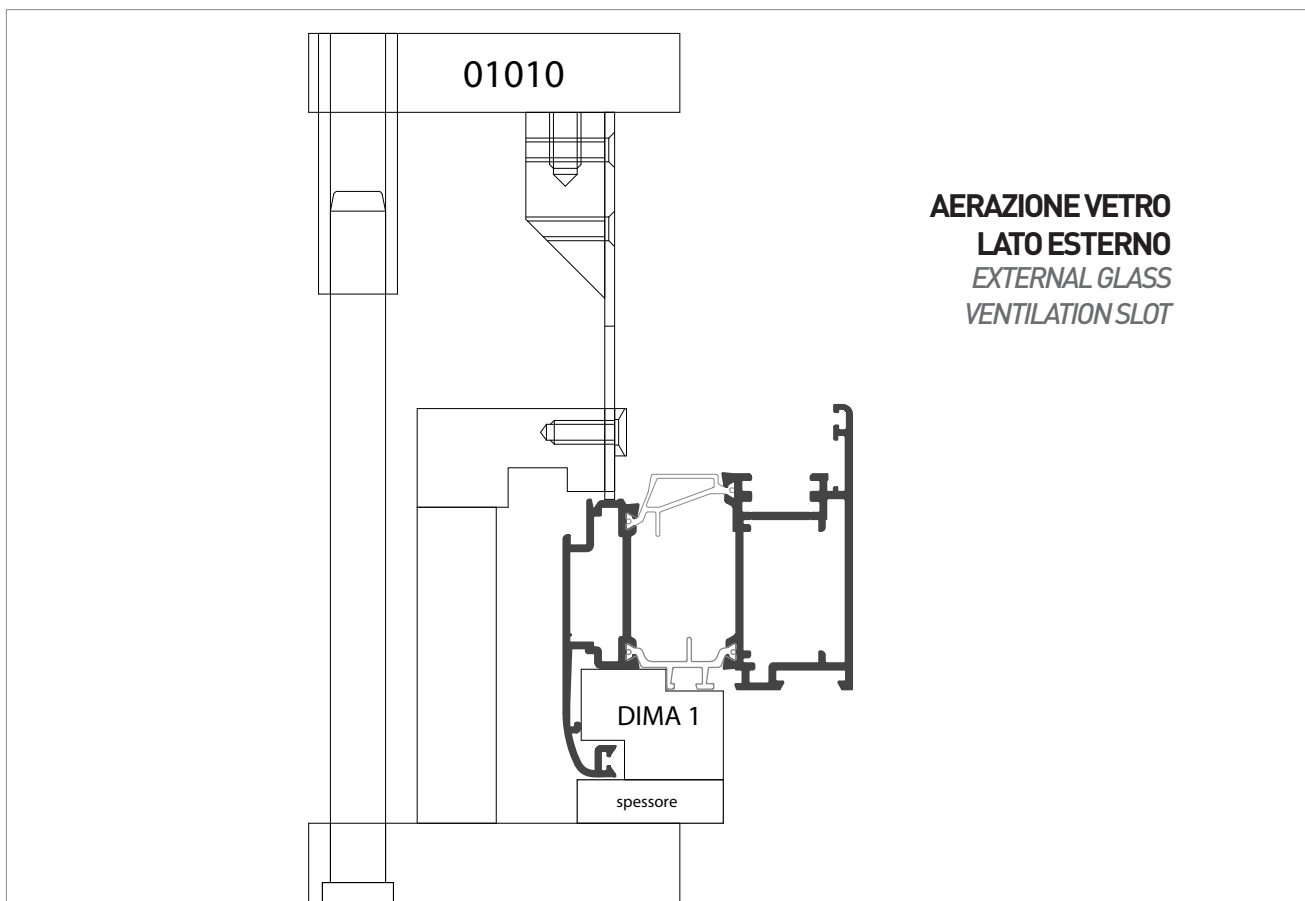 01010
AERAZIONE VETRO
LATO ESTERNO
EXTERNAL GLASS
VENTILATION SLOT
DIMA 1
spessore